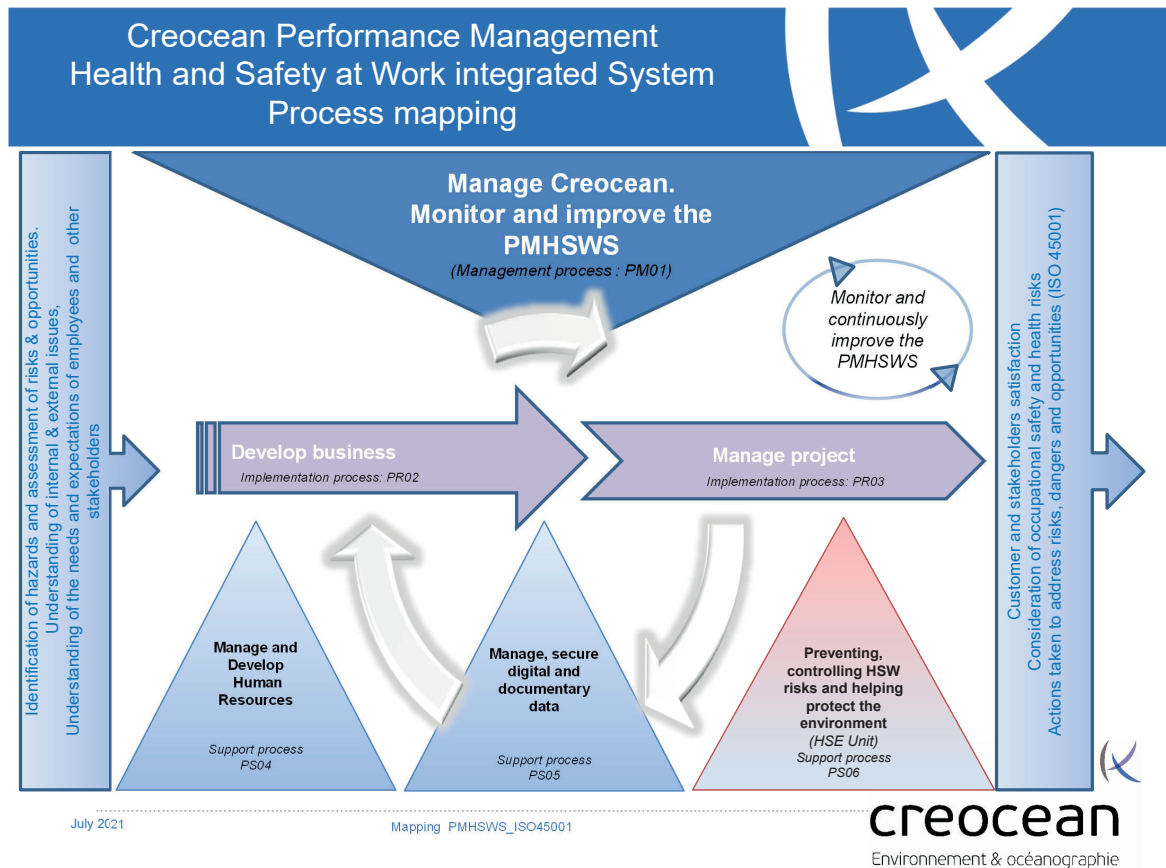 Creocean Performance Management
Health and Safety at Work integrated System
Process mapping
Identification of hazards and assessment of risks & opportunities.
Understanding of internal & external issues,
Understanding of the needs and expectations of employees and other
stakeholders
Manage Creocean.
Monitor and improve the
PMHSWS
(Management process : PM01)
Monitor and
continuously
improve the
PMHSWS
Develop business
Implementation process: PR02
Manage project
Implementation process: PR03
Manage and
Develop
Human
Resources
Support process
PS04
Manage, secure
digital and
documentary
data
Support process
PS05
Preventing,
controlling HSW
risks and helping
protect the
environment
(HSE Unit)
Support process
PS06
Customer and stakeholders satisfaction
Consideration of occupational safety and health risks
Actions taken to address risks, dangers and opportunities (ISO 45001)
July 2021
Mapping PMHSWS_ISO45001
creocean
Environnement & océanographie